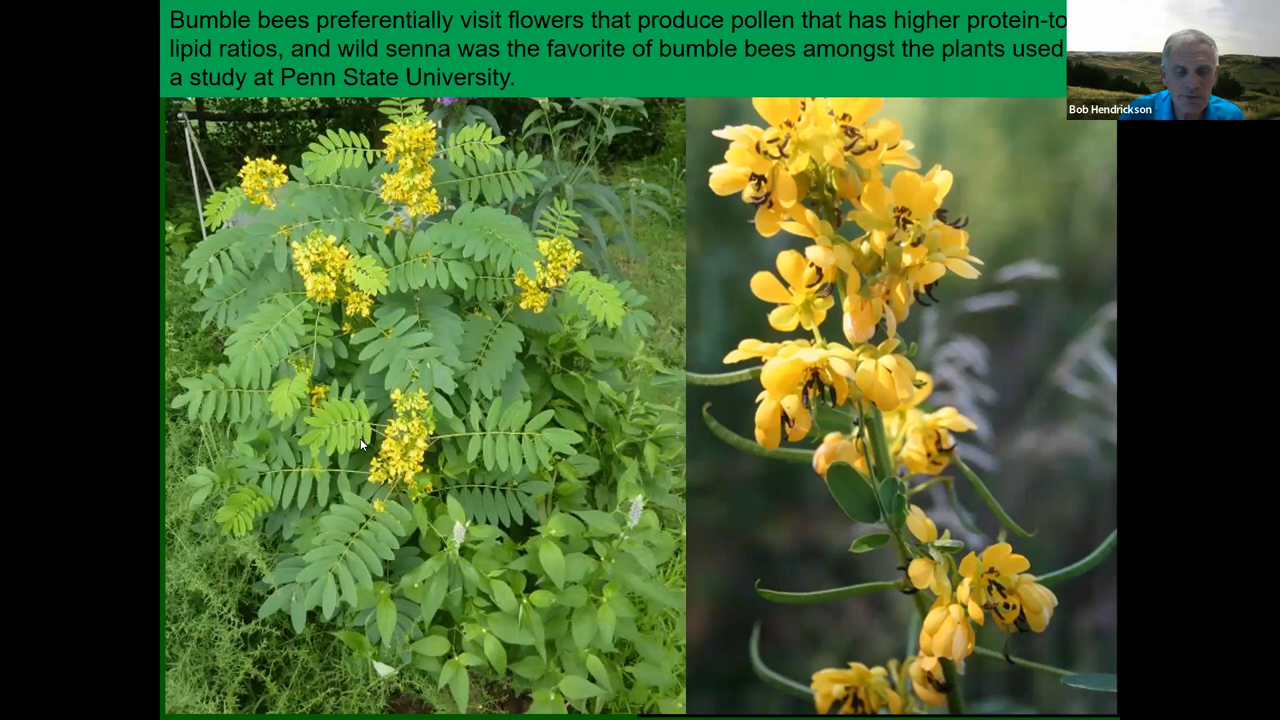 Bumble bees preferentially visit flowers that produce pollen that has higher protein-to
lipid ratios, and wild senna was the favorite of bumble bees amongst the plants used
a study at Penn State University.
Bob Hendrickson